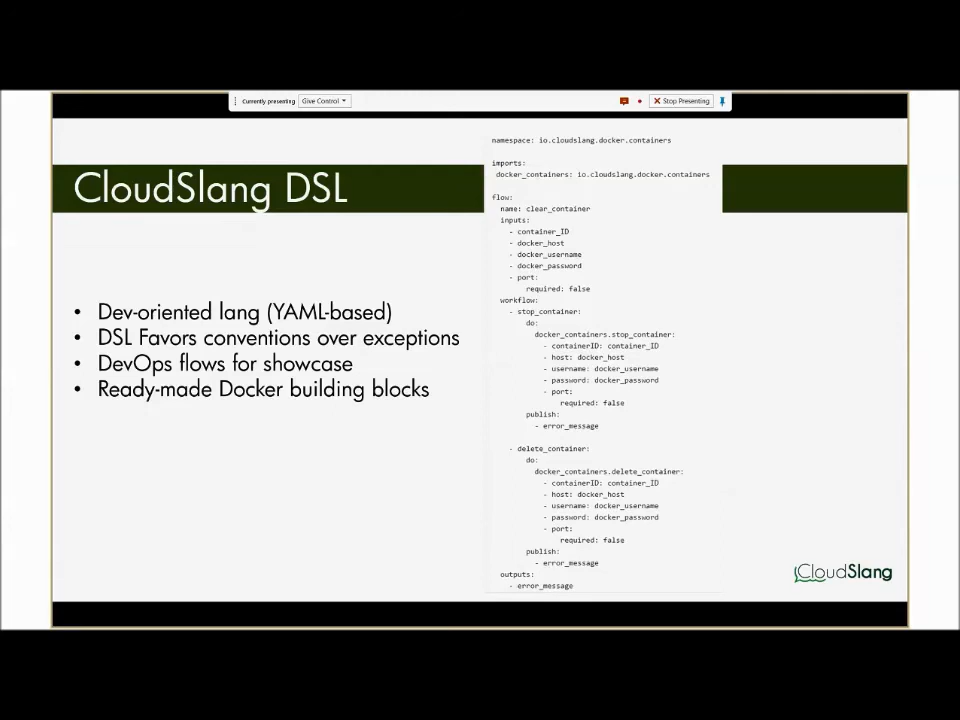 Currently presenting Give Control Stop Presenting
CloudSlang DSL
• Dev-oriented lang (YAML-based)
• DSL Favors conventions over exceptions
• DevOps flows for showcase
• Ready-made Docker building blocks
namespace: io.cloudslang.docker.containers
imports:
docker_containers: io.cloudslang.docker.containers
flow:
name: clear_container
inputs:
- container_ID
- docker_host
- docker_username
- docker_password
- port:
required: false
workflow:
- stop_container:
do:
docker_containers.stop_container:
- containerID: container_ID
- host: docker_host
- username: docker_username
- password: docker_password
- port:
required: false
publish:
- error_message
- delete_container:
do:
docker_containers.delete_container:
- containerID: container_ID
- host: docker_host
- username: docker_username
- password: docker_password
- port:
required: false
publish:
- error_message
outputs:
- error_message
CloudSlang